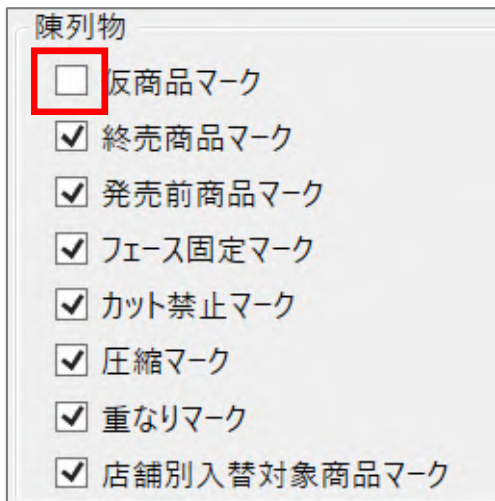 陳列物
仮商品マーク
終売商品マーク
発売前商品マーク
フェース固定マーク
カット禁止マーク
圧縮マーク
重なりマーク
店舗別入替対象商品マーク